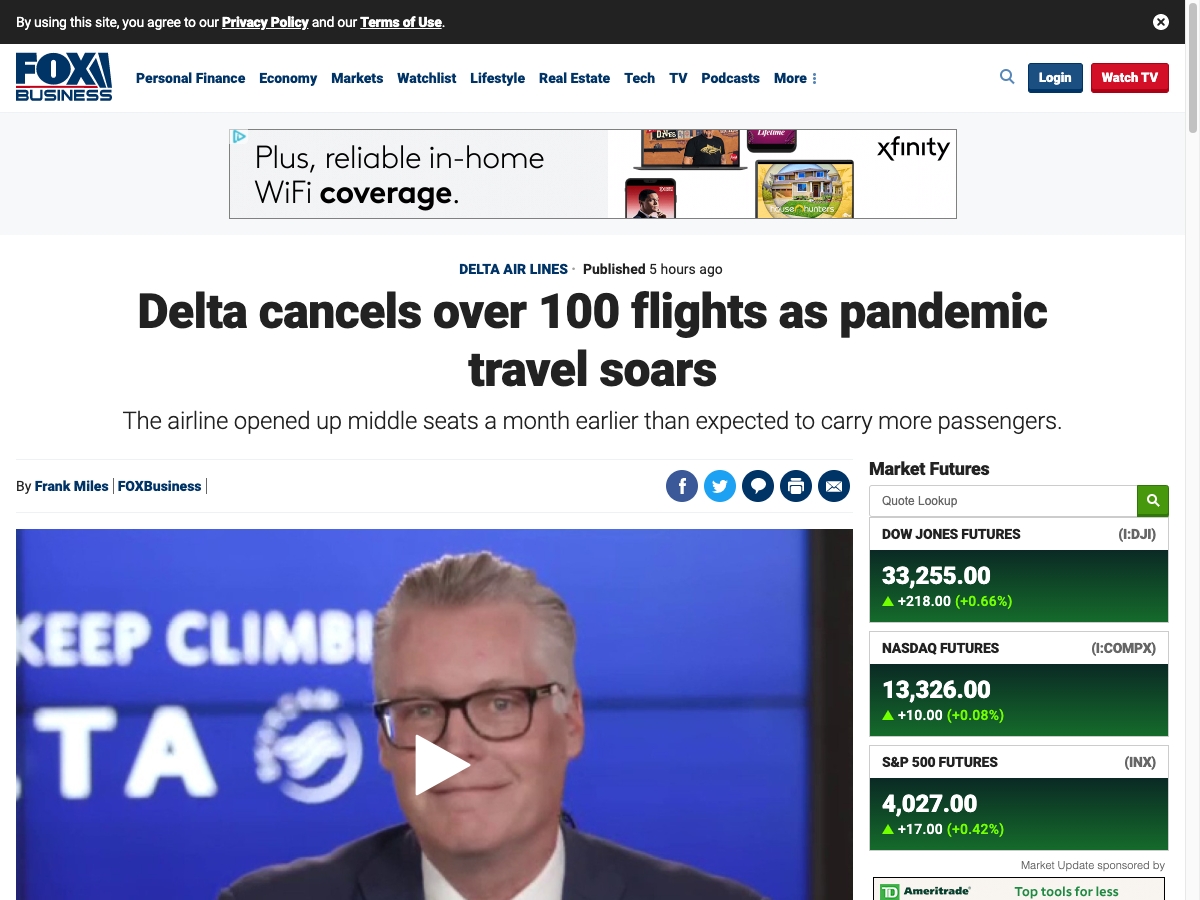 By using this site, you agree to our Privacy Policy and our Terms of Use.
FOX
BUSINESS
Personal Finance Economy Markets Watchlist Lifestyle Real Estate Tech TV Podcasts More
Login
Watch TV
Plus, reliable in-home
WiFi coverage.
Lifetime
house hunters
xfinity
DELTA AIR LINES · Published 5 hours ago
Delta cancels over 100 flights as pandemic
travel soars
The airline opened up middle seats a month earlier than expected to carry more passengers.
By Frank Miles FOXBusiness
KEEP CLIMBI
TA
Market Futures
Quote Lookup
DOW JONES FUTURES (I:DJI)
33,255.00
+218.00 (+0.66%)
NASDAQ FUTURES (I:COMPX)
13,326.00
+10.00 (+0.08%)
S&P 500 FUTURES (INX)
4,027.00
+17.00 (+0.42%)
Market Update sponsored by
TD Ameritrade Top tools for less